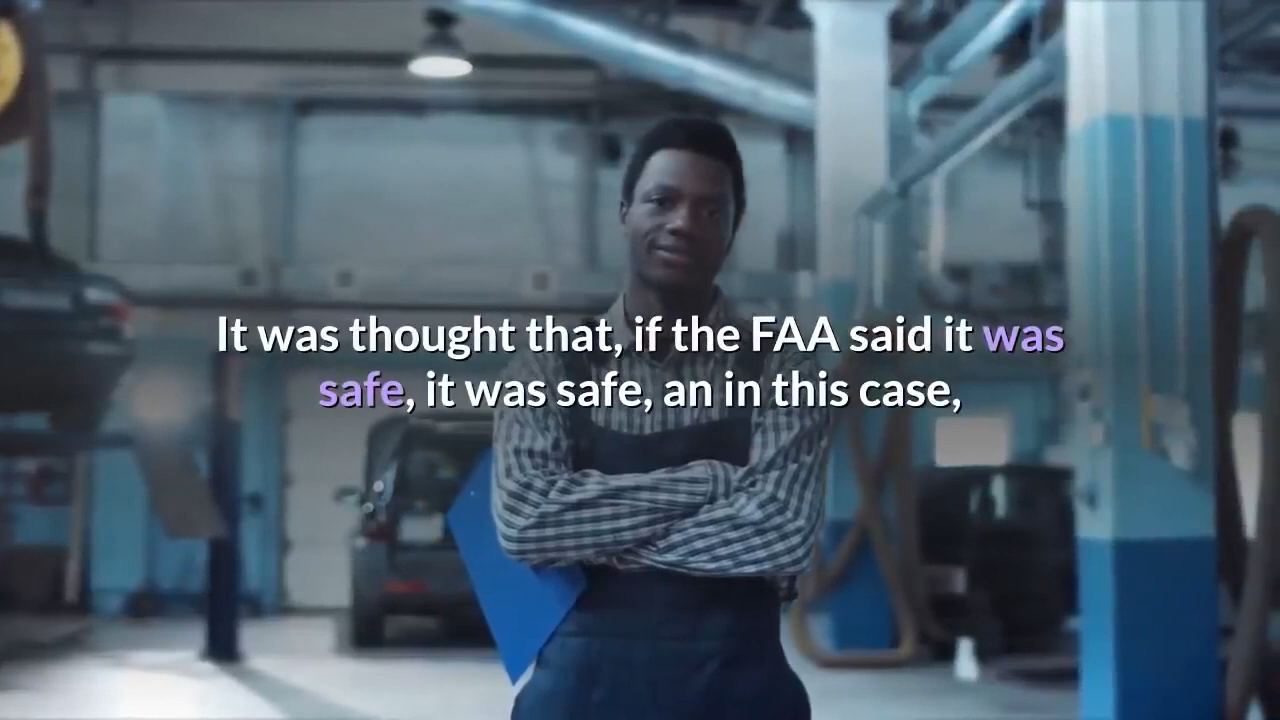 It was thought that, if the FAA said it was
safe, it was safe, an in this case,